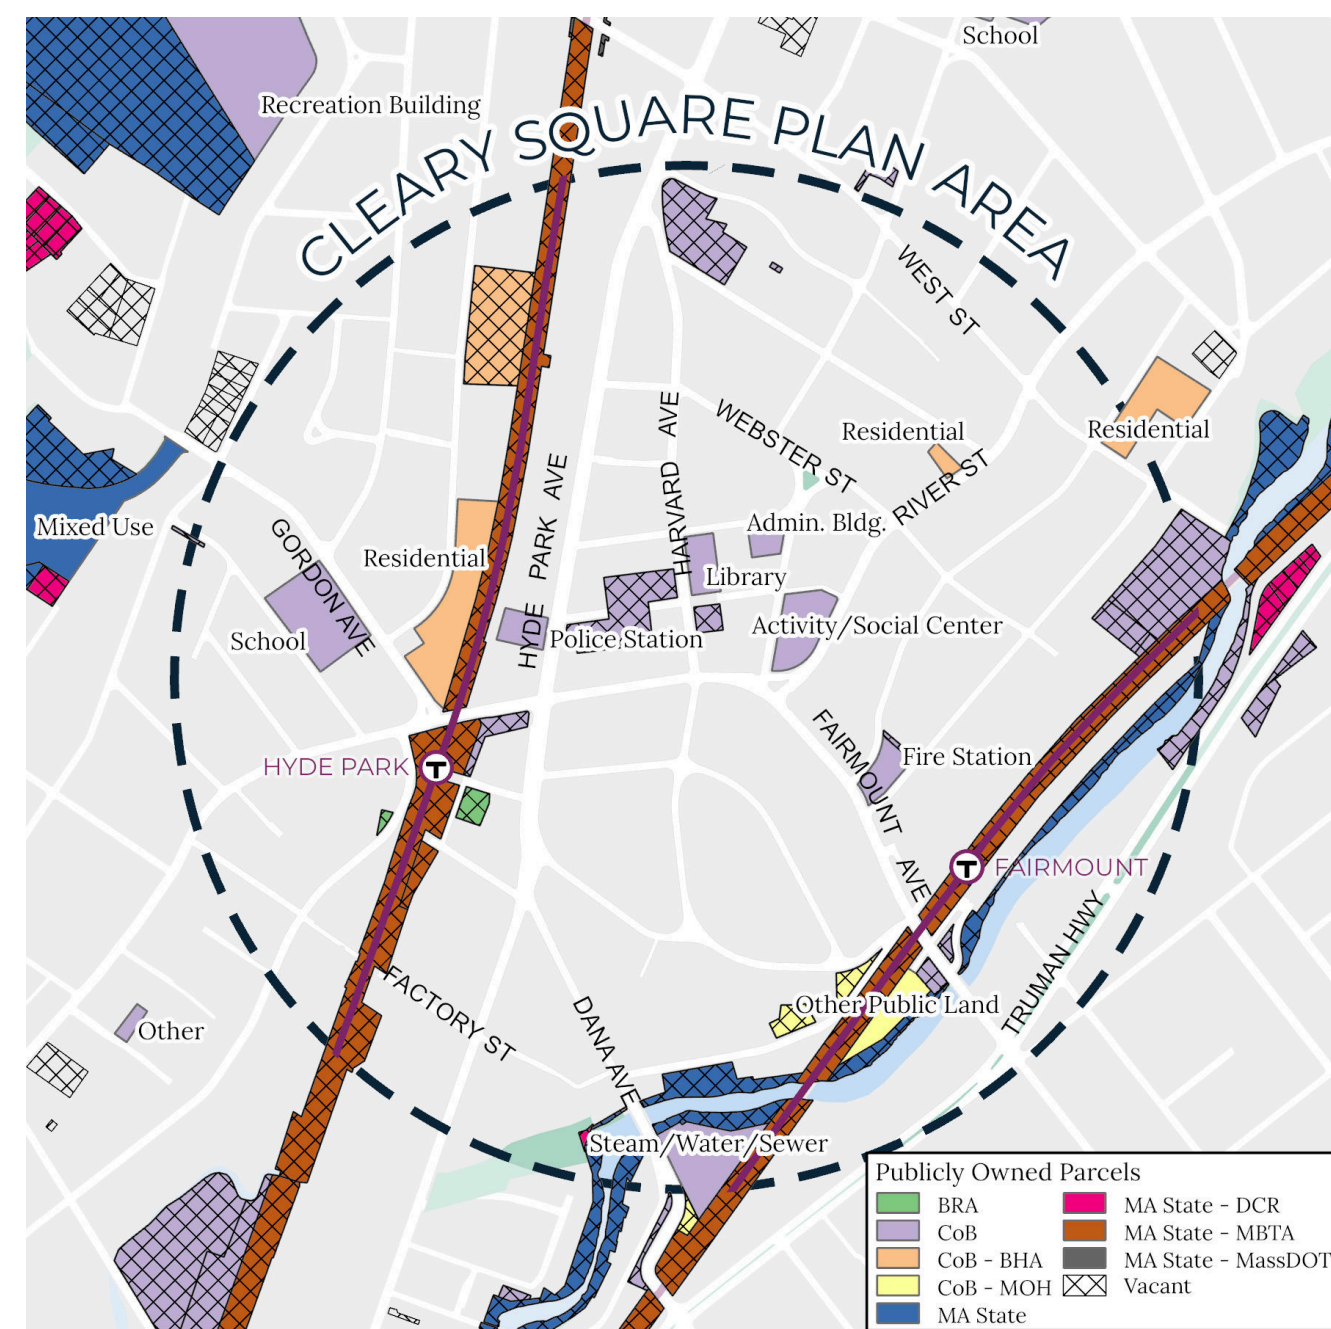 School
Recreation Building
CLEARY SQUARE PLAN AREA
WEST ST
WEBSTER ST
HARVARD AVE
Residential
Residential
RIVER ST
HYDE PARK AVE
Mixed Use
GORDON AVE
Residential
Admin. Bldg.
Library
School
Police Station
Activity/Social Center
FAIRMOUNT AVE
Fire Station
HYDE PARK
T
T
FAIRMOUNT
TRUMAN HWY
FACTORY ST
Other Public Land
Other
DANA AVE
Steam/Water/Sewer
Publicly Owned Parcels
BRA
CoB
CoB - BHA
CoB - MOH
MA State
MA State - DCR
MA State - MBTA
MA State - MassDOT
Vacant